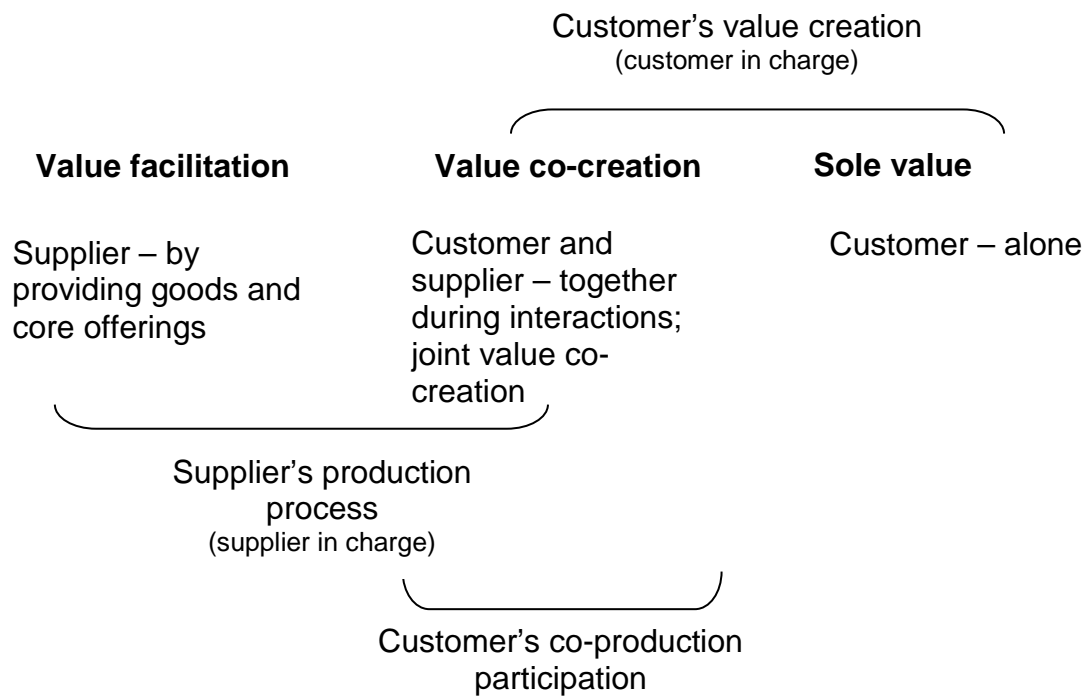 Customer’s value creation
(customer in charge)
Value facilitation
Value co-creation
Sole value
Supplier – by
providing goods and
core offerings
Customer and
supplier – together
during interactions;
joint value co-
creation
Customer – alone
Supplier’s production
process
(supplier in charge)
Customer’s co-production
participation